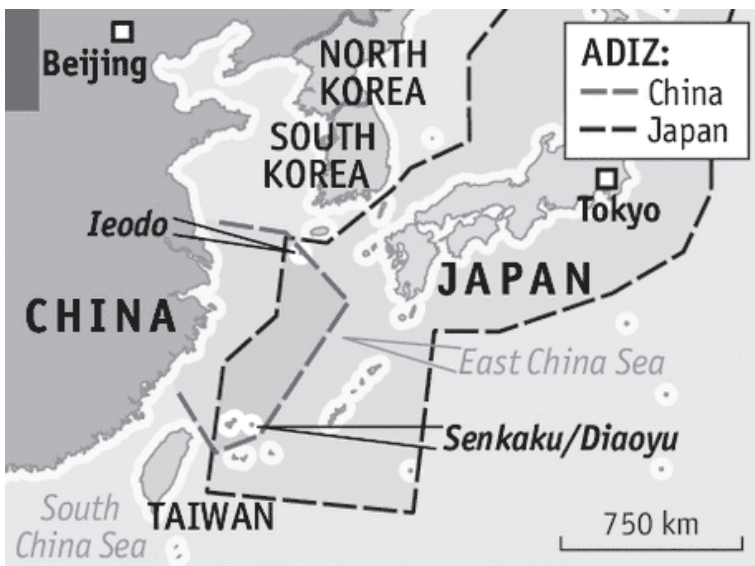 Beijing
NORTH
KOREA
SOUTH
KOREA
ADIZ:
China
Japan
Ieodo
Tokyo
CHINA
JAPAN
East China Sea
Senkaku/Diaoyu
South
China Sea
TAIWAN
750 km